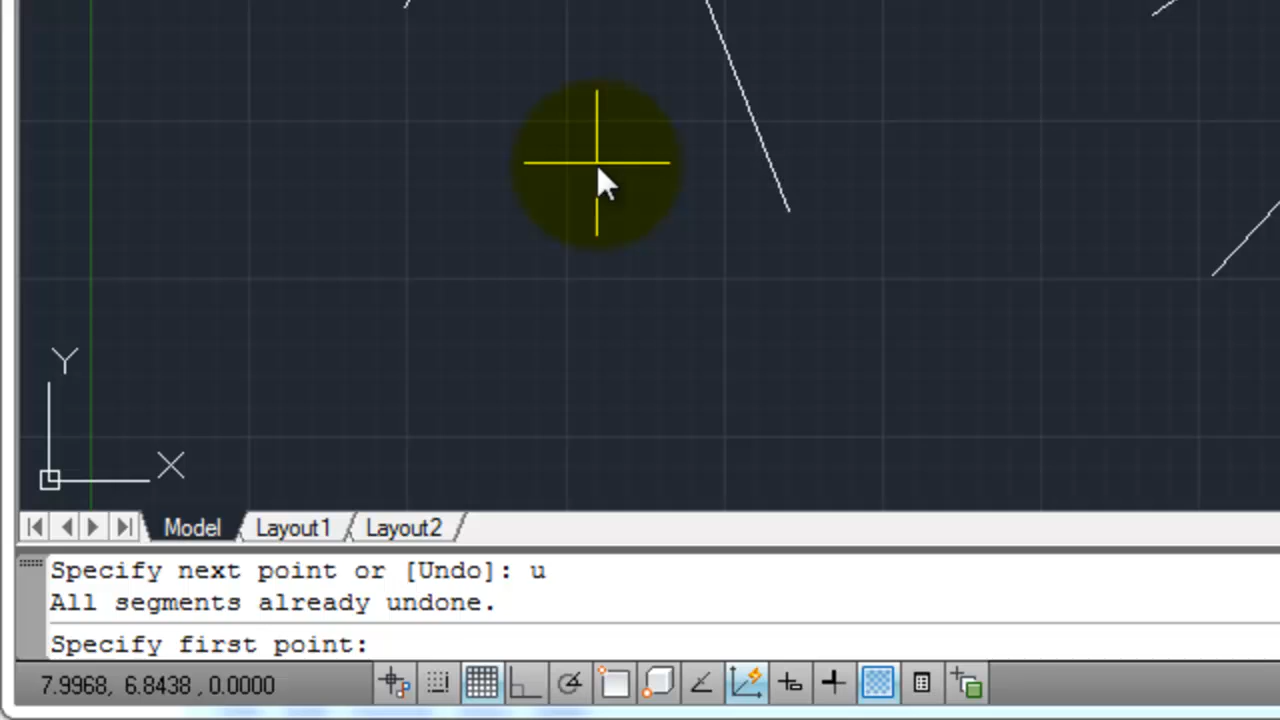 Y
X
Model Layout1 Layout2
Specify next point or [Undo]: u
All segments already undone.
Specify first point:
7.9968, 6.8438 , 0.0000